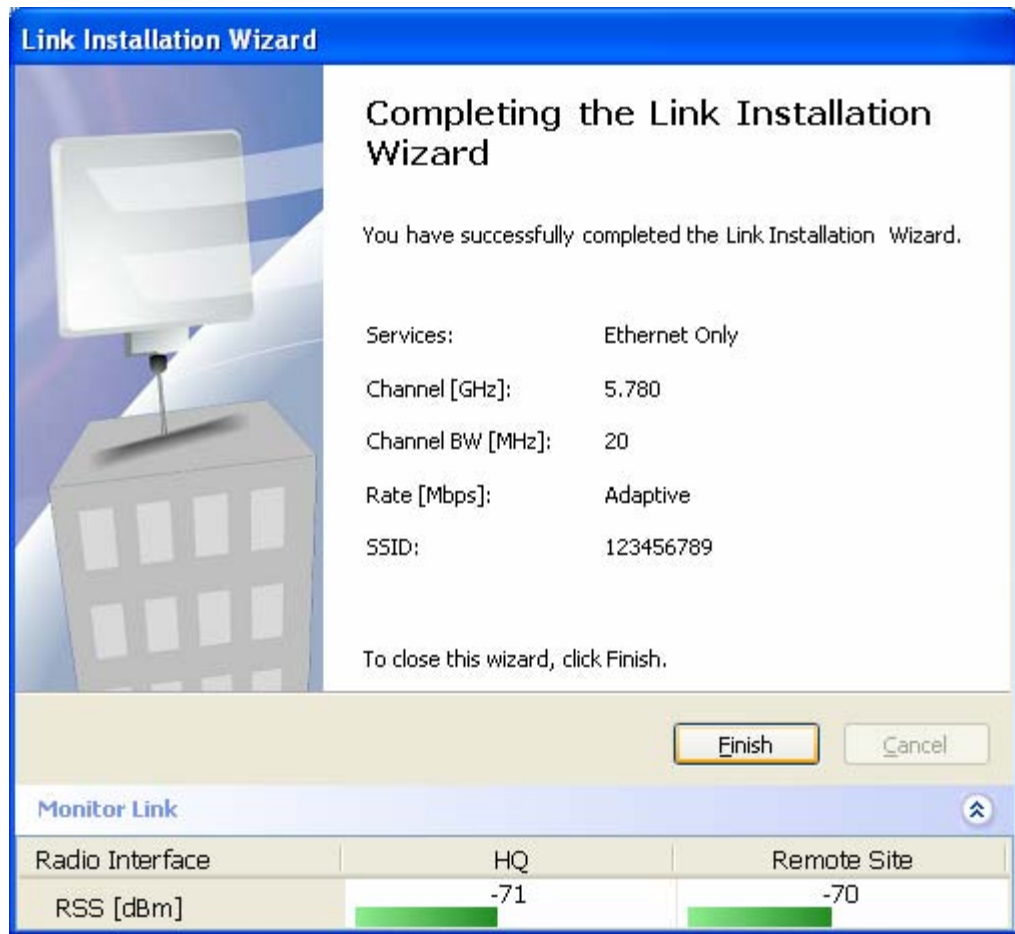 Link Installation Wizard
Completing the Link Installation
Wizard
You have successfully completed the Link Installation Wizard.
Services: Ethernet Only
Channel [GHz]: 5.780
Channel BW [MHz]: 20
Rate [Mbps]: Adaptive
SSID: 123456789
To close this wizard, click Finish.
Finish Cancel
Monitor Link
Radio Interface HQ Remote Site
RSS [dBm] -71 -70